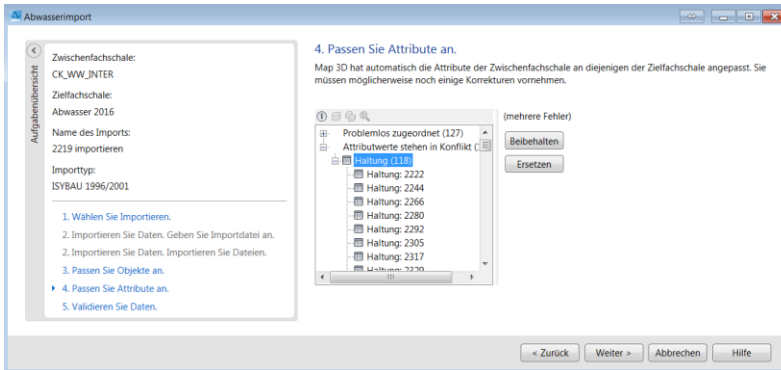 Abwasserimport
Aufgabenübersicht
Zwischenfachschale:
CK_WW_INTER
Zielfachschale:
Abwasser 2016
Name des Imports:
2219 importieren
Importtyp:
ISYBAU 1996/2001
1. Wählen Sie Importieren.
2. Importieren Sie Daten. Geben Sie Importdatei an.
2. Importieren Sie Daten. Importieren Sie Dateien.
3. Passen Sie Objekte an.
4. Passen Sie Attribute an.
5. Validieren Sie Daten.
4. Passen Sie Attribute an.
Map 3D hat automatisch die Attribute der Zwischenfachschale an diejenigen der Zielfachschale angepasst. Sie
müssen möglicherweise noch einige Korrekturen vornehmen.
Problemlos zugeordnet (127)
Attributwerte stehen in Konflikt (
Haltung (118)
Haltung: 2222
Haltung: 2244
Haltung: 2266
Haltung: 2280
Haltung: 2292
Haltung: 2305
Haltung: 2317
Haltung: 2329
(mehrere Fehler)
Beibehalten
Ersetzen
< Zurück
Weiter >
Abbrechen
Hilfe